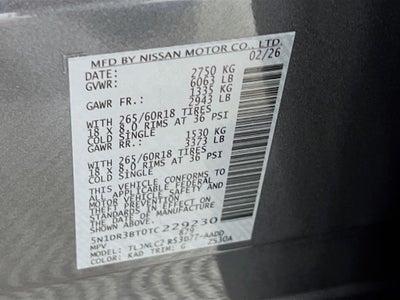 MFD BY NISSAN MOTOR CO., LTD.
02/26
DATE: 2750 KG
GVWR: 6063 LB
1335 KG
GAWR FR.: 2943 LB
WITH 265/60R18 TIRES
18 X 8.0 RIMS AT 36 PSI
COLD SINGLE 1530 KG
GAWR RR.: 3373 LB
WITH 265/60R18 TIRES
18 X 8.0 RIMS AT 36 PSI
COLD SINGLE
THIS VEHICLE CONFORMS
TO ALL APPLICABLE FEDERAL
MOTOR VEHICLE SAFETY AND
THEFT PREVENTION
STANDARDS IN EFFECT ON
THE DATE OF MANUFACTURE
SHOWN ABOVE.
5N1DR3BT0TC229230
MPV
MODEL:
COLOR: KAD TRIM: G